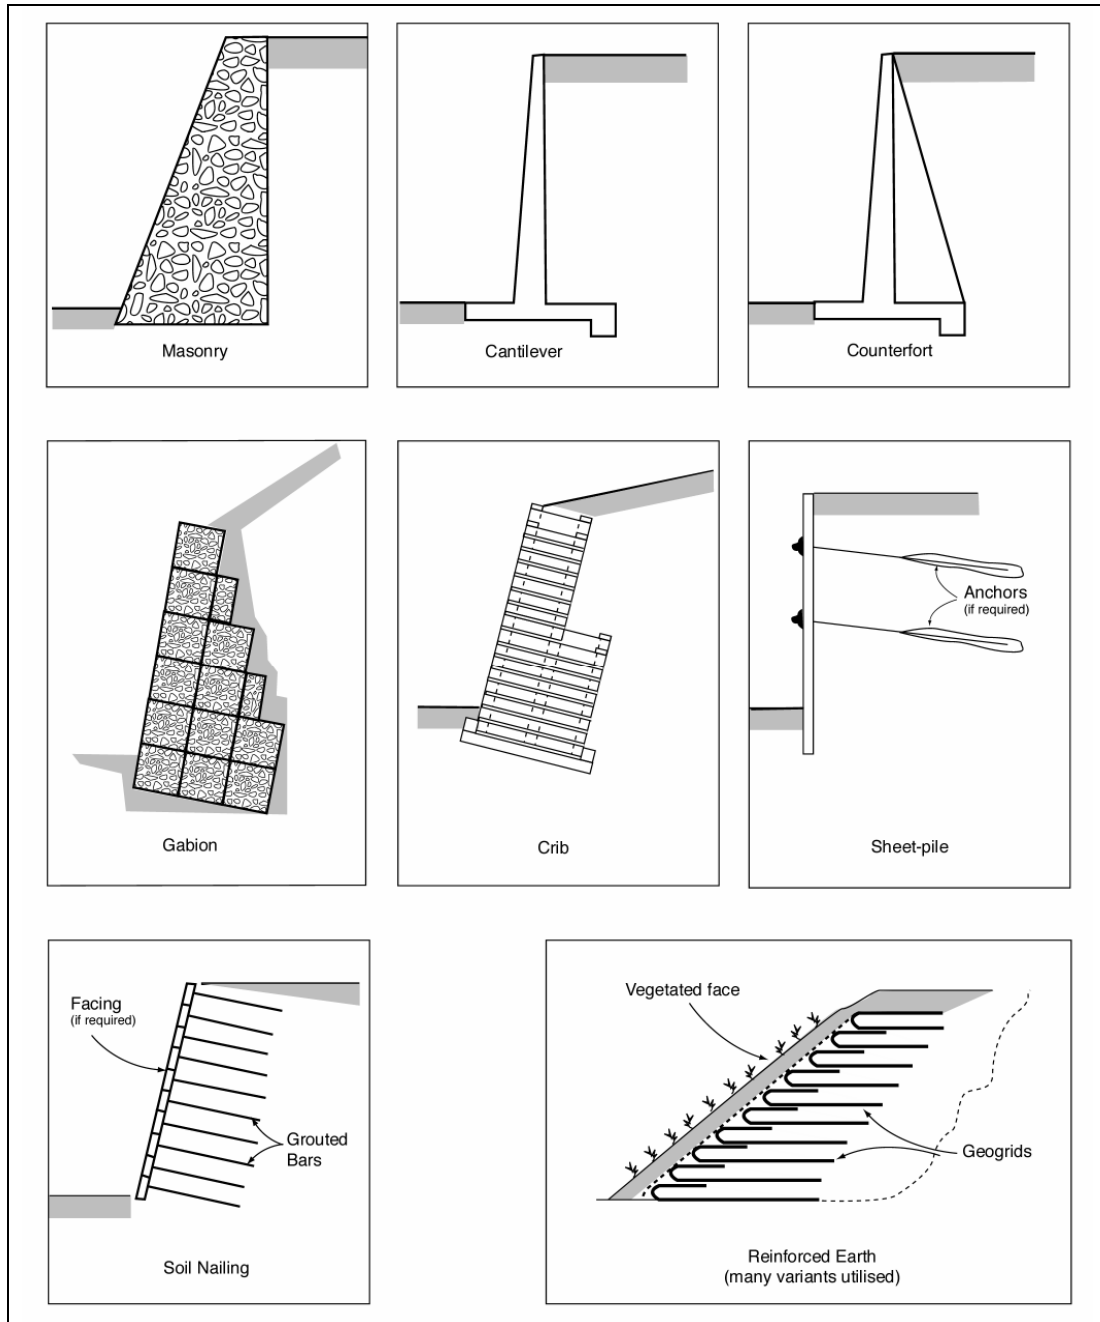 Masonry
Cantilever
Counterfort
Gabion
Crib
Anchors
(if required)
Sheet-pile
Facing
(if required)
Grouted
Bars
Soil Nailing
Vegetated face
Geogrids
Reinforced Earth
(many variants utilised)